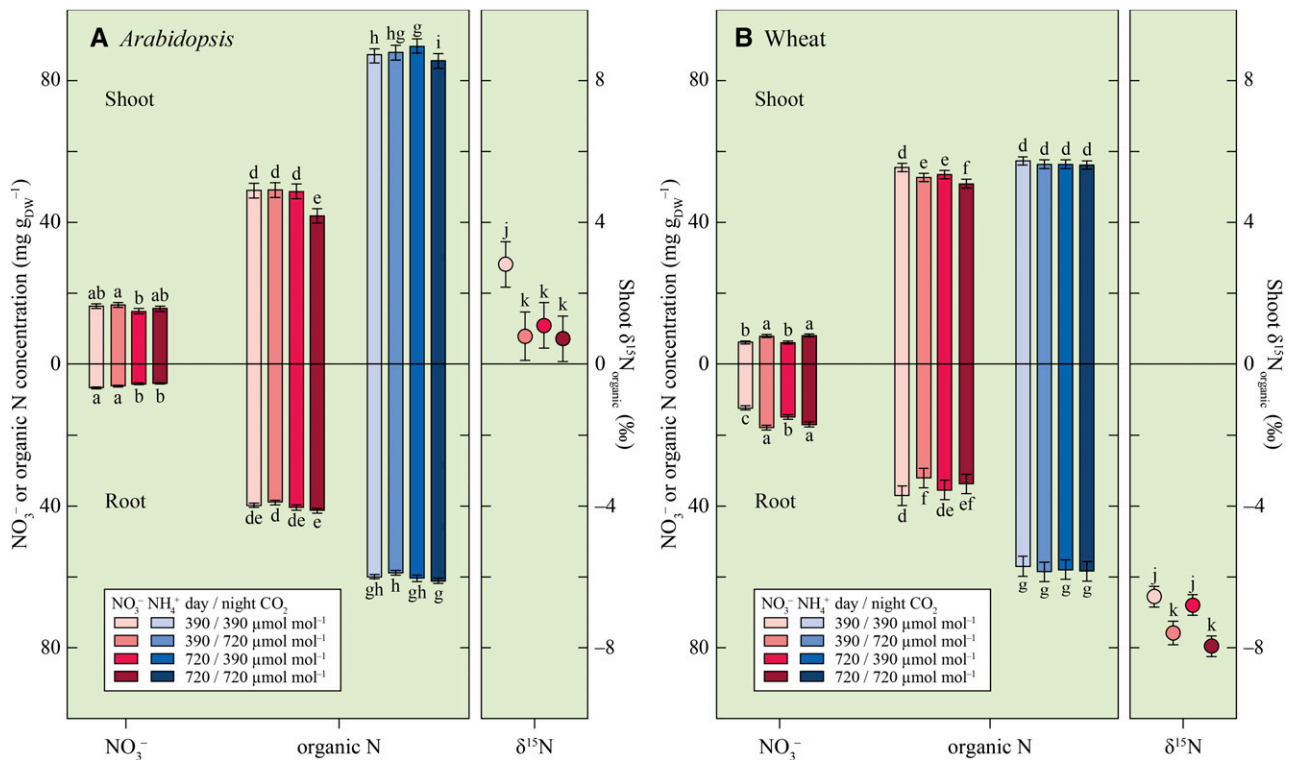 A Arabidopsis
Shoot
Root
NO₃⁻ or organic N concentration (mg g_DW⁻¹)
80
40
0
40
80
ab a b ab
a a b b
d d d e
de d de e
h hg g i
gh h gh g
j
k k k
8
4
0
−4
−8
Shoot δ¹⁵N_organic (‰)
NO₃⁻ NH₄⁺ day / night CO₂
390 / 390 µmol mol⁻¹
390 / 720 µmol mol⁻¹
720 / 390 µmol mol⁻¹
720 / 720 µmol mol⁻¹
NO₃⁻ organic N δ¹⁵N
B Wheat
Shoot
Root
NO₃⁻ or organic N concentration (mg g_DW⁻¹)
80
40
0
40
80
b a b a
c a b a
d e e f
d f de ef
d d d d
g g g g
j k j k
8
4
0
−4
−8
Shoot δ¹⁵N_organic (‰)
NO₃⁻ NH₄⁺ day / night CO₂
390 / 390 µmol mol⁻¹
390 / 720 µmol mol⁻¹
720 / 390 µmol mol⁻¹
720 / 720 µmol mol⁻¹
NO₃⁻ organic N δ¹⁵N